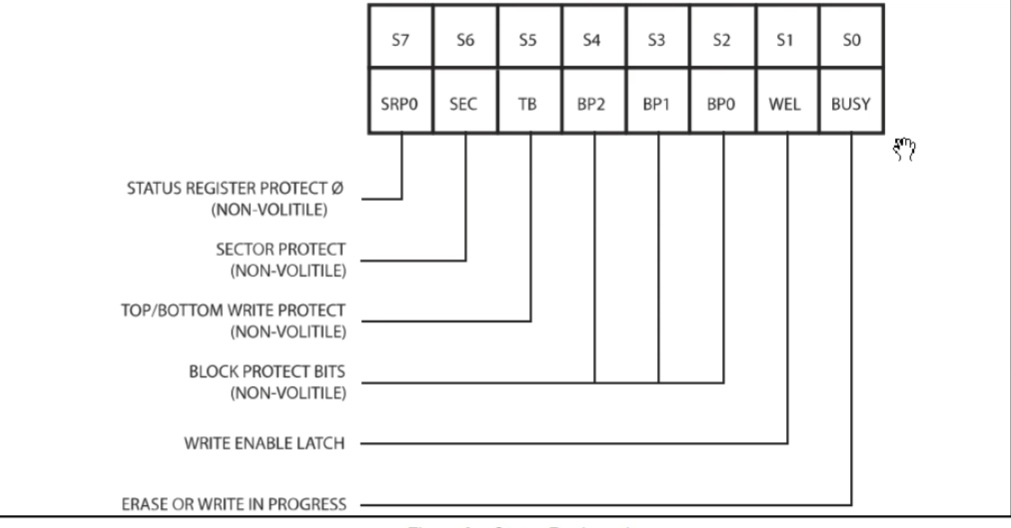 S7 S6 S5 S4 S3 S2 S1 S0
SRP0 SEC TB BP2 BP1 BP0 WEL BUSY
STATUS REGISTER PROTECT Ø
(NON-VOLITILE)
SECTOR PROTECT
(NON-VOLITILE)
TOP/BOTTOM WRITE PROTECT
(NON-VOLITILE)
BLOCK PROTECT BITS
(NON-VOLITILE)
WRITE ENABLE LATCH
ERASE OR WRITE IN PROGRESS